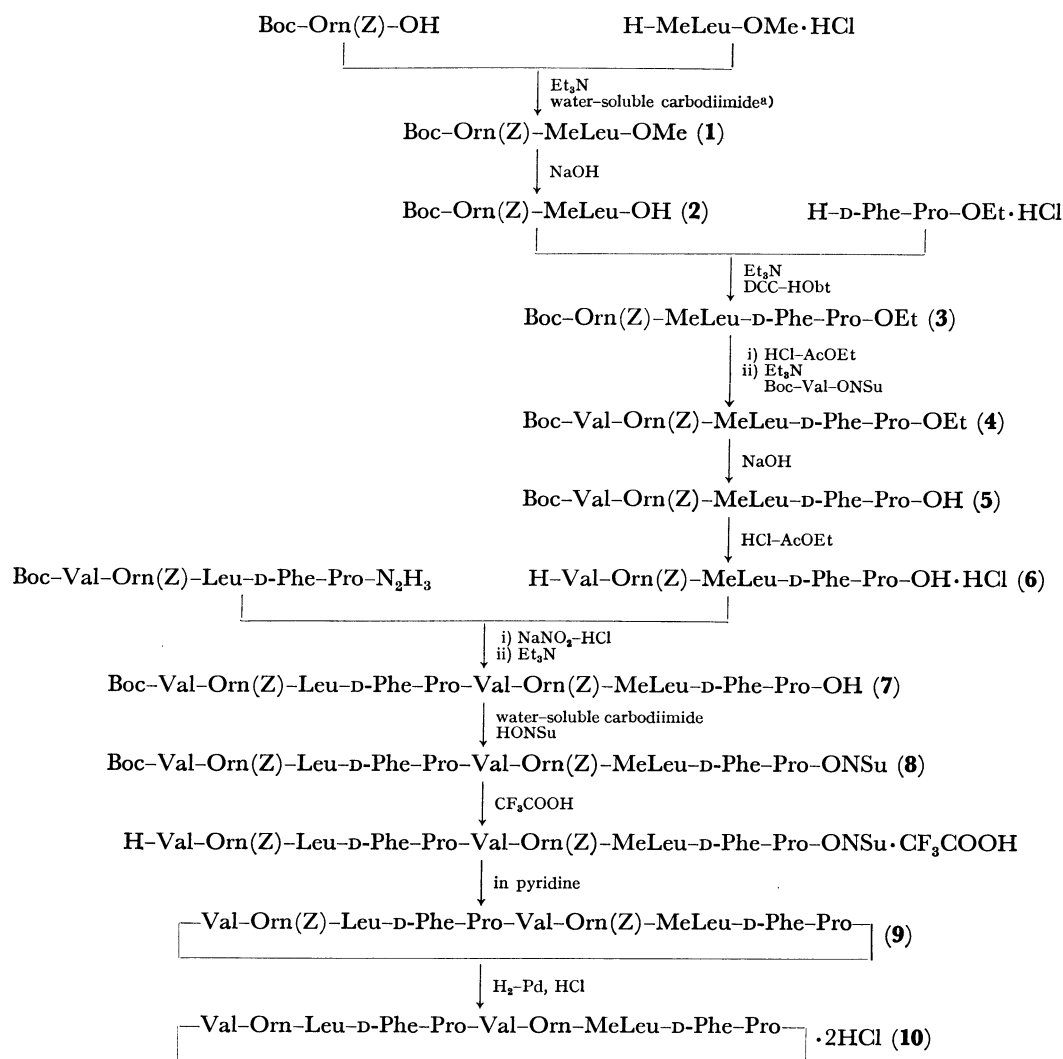 Boc–Orn(Z)–OH H–MeLeu–OMe·HCl
Et₃N
water-soluble carbodiimideᵃ⁾
Boc–Orn(Z)–MeLeu–OMe (1)
NaOH
Boc–Orn(Z)–MeLeu–OH (2) H–D-Phe–Pro–OEt·HCl
Et₃N
DCC–HObt
Boc–Orn(Z)–MeLeu–D-Phe–Pro–OEt (3)
i) HCl–AcOEt
ii) Et₃N
Boc–Val–ONSu
Boc–Val–Orn(Z)–MeLeu–D-Phe–Pro–OEt (4)
NaOH
Boc–Val–Orn(Z)–MeLeu–D-Phe–Pro–OH (5)
HCl–AcOEt
Boc–Val–Orn(Z)–Leu–D-Phe–Pro–N₂H₃ H–Val–Orn(Z)–MeLeu–D-Phe–Pro–OH·HCl (6)
i) NaNO₂–HCl
ii) Et₃N
Boc–Val–Orn(Z)–Leu–D-Phe–Pro–Val–Orn(Z)–MeLeu–D-Phe–Pro–OH (7)
water-soluble carbodiimide
HONSu
Boc–Val–Orn(Z)–Leu–D-Phe–Pro–Val–Orn(Z)–MeLeu–D-Phe–Pro–ONSu (8)
CF₃COOH
H–Val–Orn(Z)–Leu–D-Phe–Pro–Val–Orn(Z)–MeLeu–D-Phe–Pro–ONSu·CF₃COOH
in pyridine
–Val–Orn(Z)–Leu–D-Phe–Pro–Val–Orn(Z)–MeLeu–D-Phe–Pro– (9)
H₂–Pd, HCl
–Val–Orn–Leu–D-Phe–Pro–Val–Orn–MeLeu–D-Phe–Pro– ·2HCl (10)